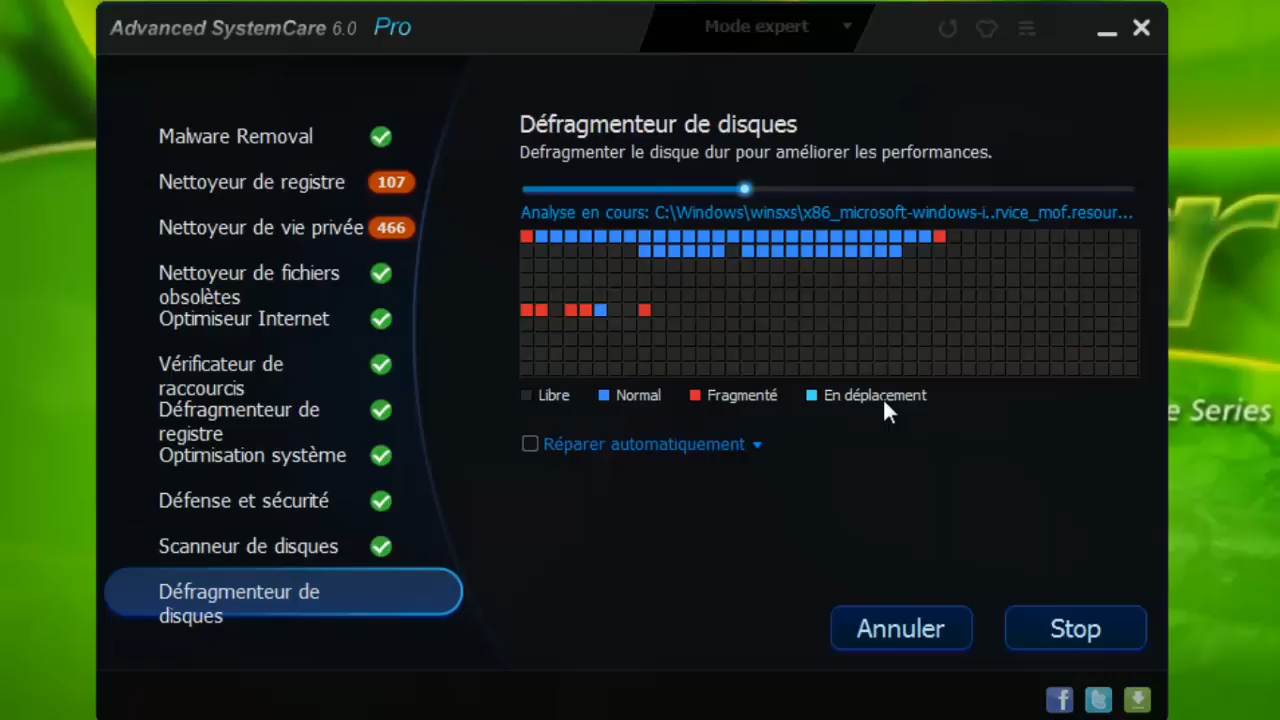 Advanced SystemCare 6.0 Pro
Mode expert
Malware Removal
Nettoyeur de registre 107
Nettoyeur de vie privée 466
Nettoyeur de fichiers
obsolètes
Optimiseur Internet
Vérificateur de
raccourcis
Défragmenteur de
registre
Optimisation système
Défense et sécurité
Scanneur de disques
Défragmenteur de
disques
Défragmenteur de disques
Defragmenter le disque dur pour améliorer les performances.
Analyse en cours: C:\Windows\winsxs\x86_microsoft-windows-i..rvice_mof.resour...
Libre Normal Fragmenté En déplacement
Réparer automatiquement
Annuler Stop
e Series